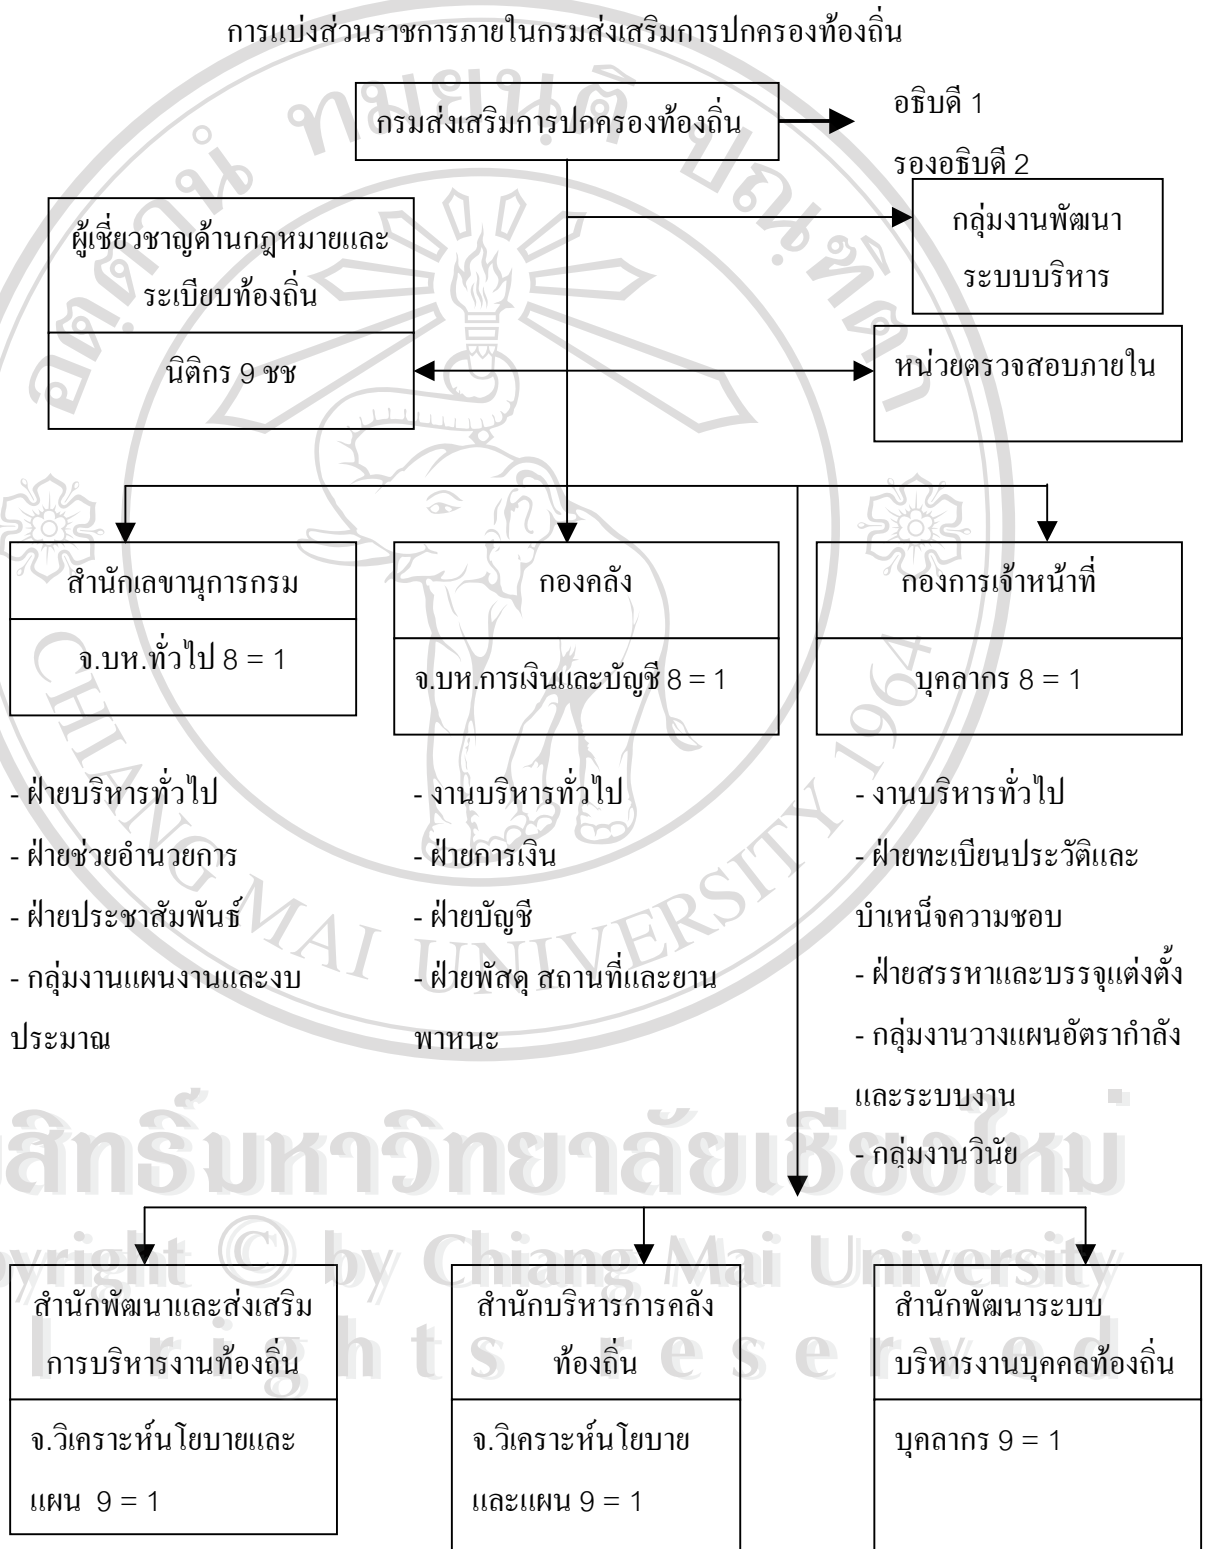 การแบ่งส่วนราชการภายในกรมส่งเสริมการปกครองท้องถิ่น
กรมส่งเสริมการปกครองท้องถิ่น
อธิบดี 1
รองอธิบดี 2
กลุ่มงานพัฒนา
ระบบบริหาร
ผู้เชี่ยวชาญด้านกฎหมายและ
ระเบียบท้องถิ่น
นิติกร 9 ชช
หน่วยตรวจสอบภายใน
สำนักเลขานุการกรม
จ.บห.ทั่วไป 8 = 1
กองคลัง
จ.บห.การเงินและบัญชี 8 = 1
กองการเจ้าหน้าที่
บุคลากร 8 = 1
- ฝ่ายบริหารทั่วไป
- ฝ่ายช่วยอำนวยการ
- ฝ่ายประชาสัมพันธ์
- กลุ่มงานแผนงานและงบ
ประมาณ
- งานบริหารทั่วไป
- ฝ่ายการเงิน
- ฝ่ายบัญชี
- ฝ่ายพัสดุ สถานที่และยาน
พาหนะ
- งานบริหารทั่วไป
- ฝ่ายทะเบียนประวัติและ
บำเหน็จความชอบ
- ฝ่ายสรรหาและบรรจุแต่งตั้ง
- กลุ่มงานวางแผนอัตรากำลัง
และระบบงาน
- กลุ่มงานวินัย
สำนักพัฒนาและส่งเสริม
การบริหารงานท้องถิ่น
จ.วิเคราะห์นโยบายและ
แผน 9 = 1
สำนักบริหารการคลัง
ท้องถิ่น
จ.วิเคราะห์นโยบาย
และแผน 9 = 1
สำนักพัฒนาระบบ
บริหารงานบุคคลท้องถิ่น
บุคลากร 9 = 1
CHIANG MAI UNIVERSITY 1964
สิทธิ์มหาวิทยาลัยเชียงใหม่
© by Chiang Mai University
rights reserved